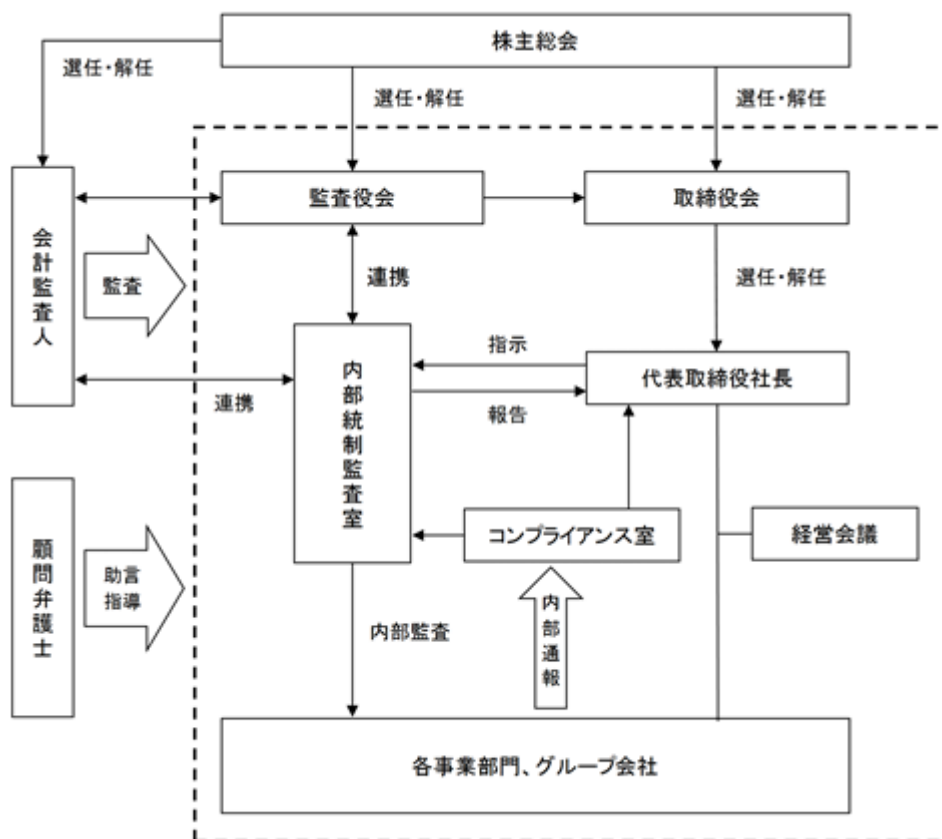 株主総会
選任・解任
選任・解任
選任・解任
監査役会
取締役会
会計監査人
監査
連携
選任・解任
指示
代表取締役社長
内部統制監査室
連携
報告
顧問弁護士
助言
指導
コンプライアンス室
経営会議
内部監査
内部通報
各事業部門、グループ会社